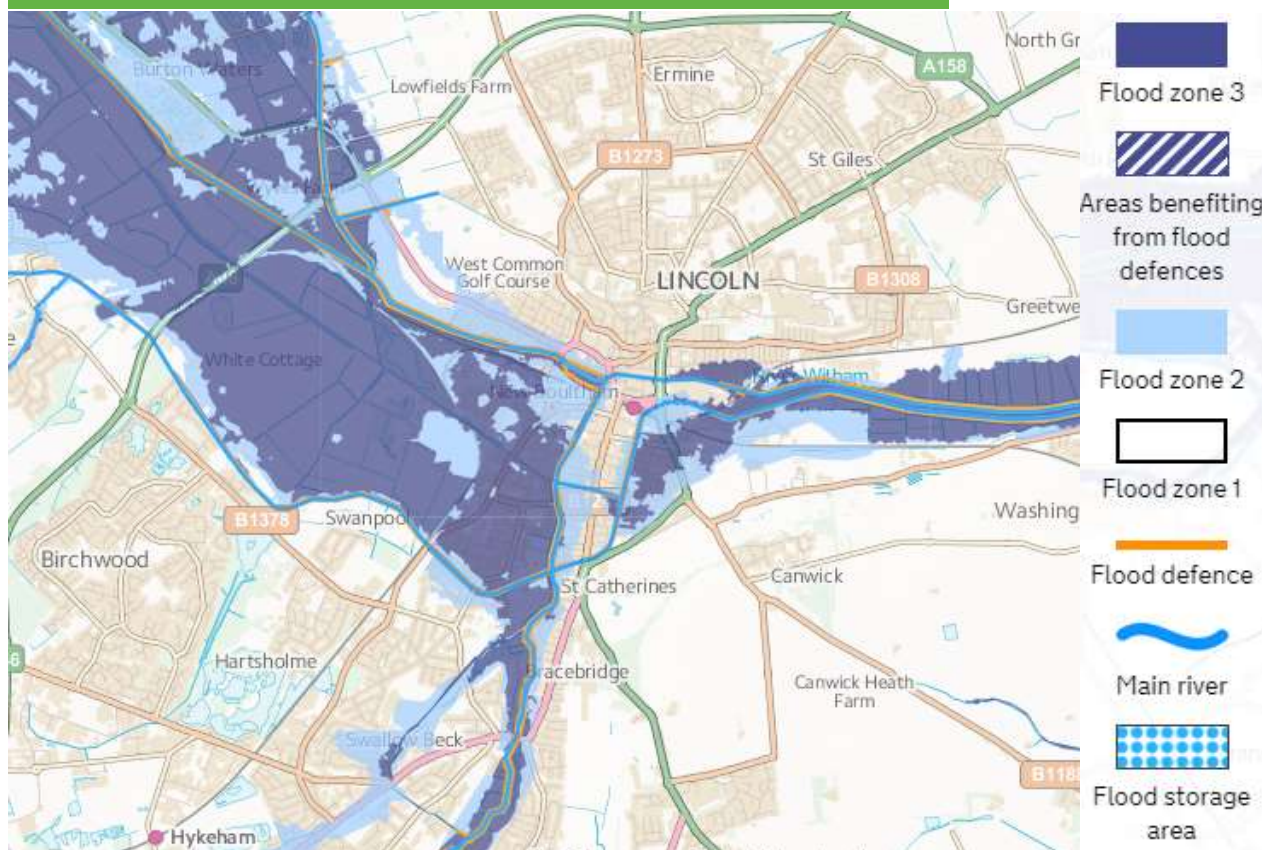 Burton Waters
Lowfields Farm
Ermine
North Gr
A158
B1273
St Giles
West Common
Golf Course
LINCOLN
B1308
Greetwe
White Cottage
New Boultham
Witham
B1378
Swanpool
Washing
Birchwood
St Catherines
Canwick
Hartsholme
Bracebridge
Canwick Heath
Farm
Swallow Beck
B118
Hykeham
6
e
Flood zone 3
Areas benefiting
from flood
defences
Flood zone 2
Flood zone 1
Flood defence
Main river
Flood storage
area